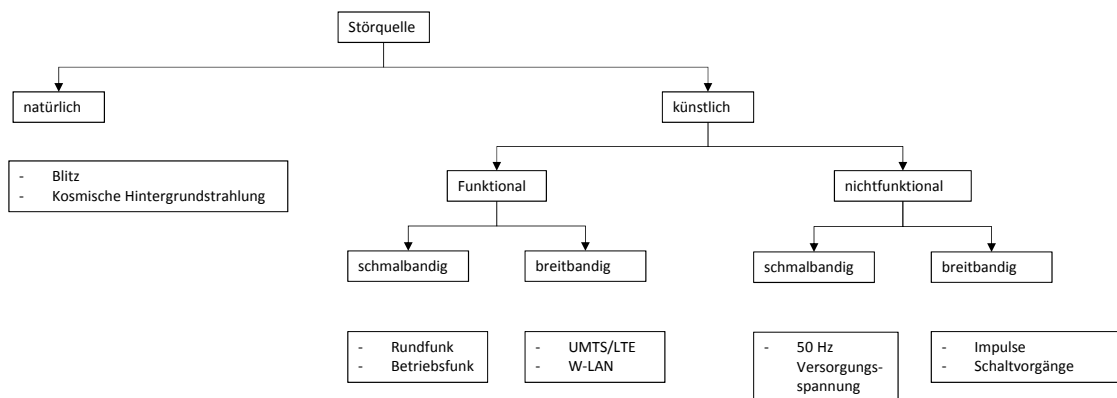 Störquelle
natürlich
künstlich
- Blitz
- Kosmische Hintergrundstrahlung
Funktional
nichtfunktional
schmalbandig
breitbandig
schmalbandig
breitbandig
- Rundfunk
- Betriebsfunk
- UMTS/LTE
- W-LAN
- 50 Hz
Versorgungs-
spannung
- Impulse
- Schaltvorgänge